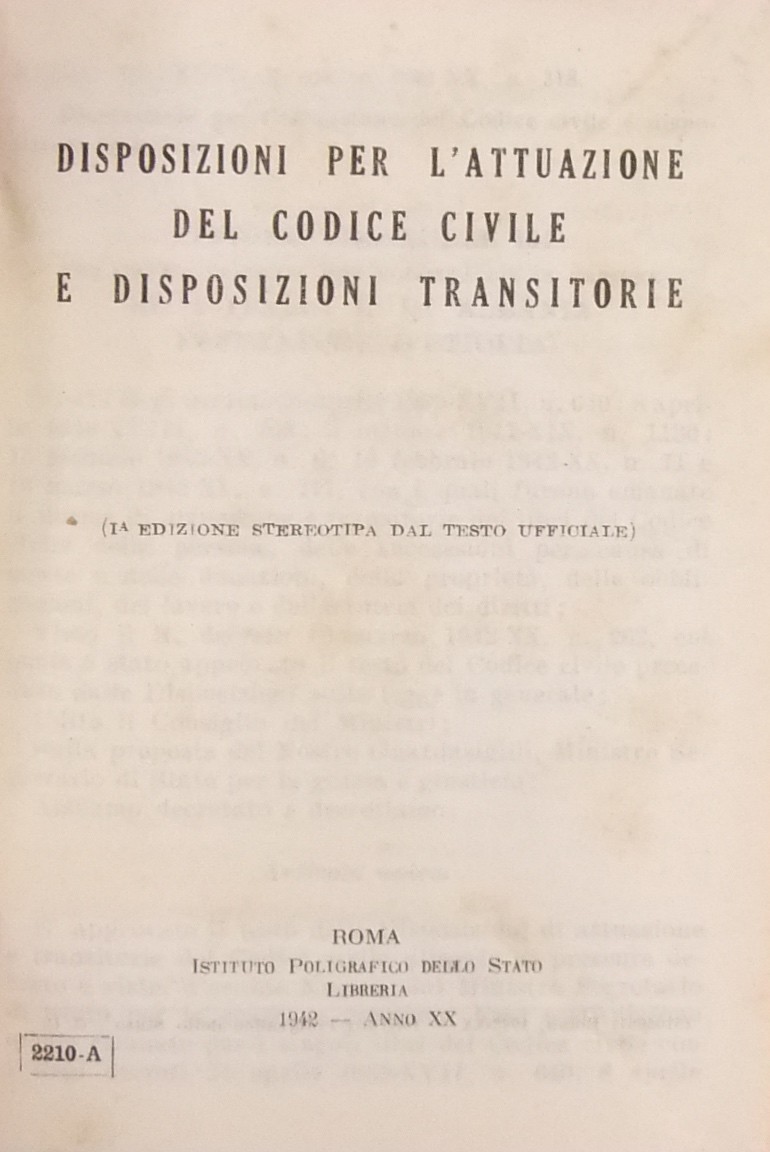 DISPOSIZIONI PER L'ATTUAZIONE
DEL CODICE CIVILE
E DISPOSIZIONI TRANSITORIE
(Iª EDIZIONE STEREOTIPA DAL TESTO UFFICIALE)
ROMA
ISTITUTO POLIGRAFICO DELLO STATO
LIBRERIA
1942 — ANNO XX
2210-A